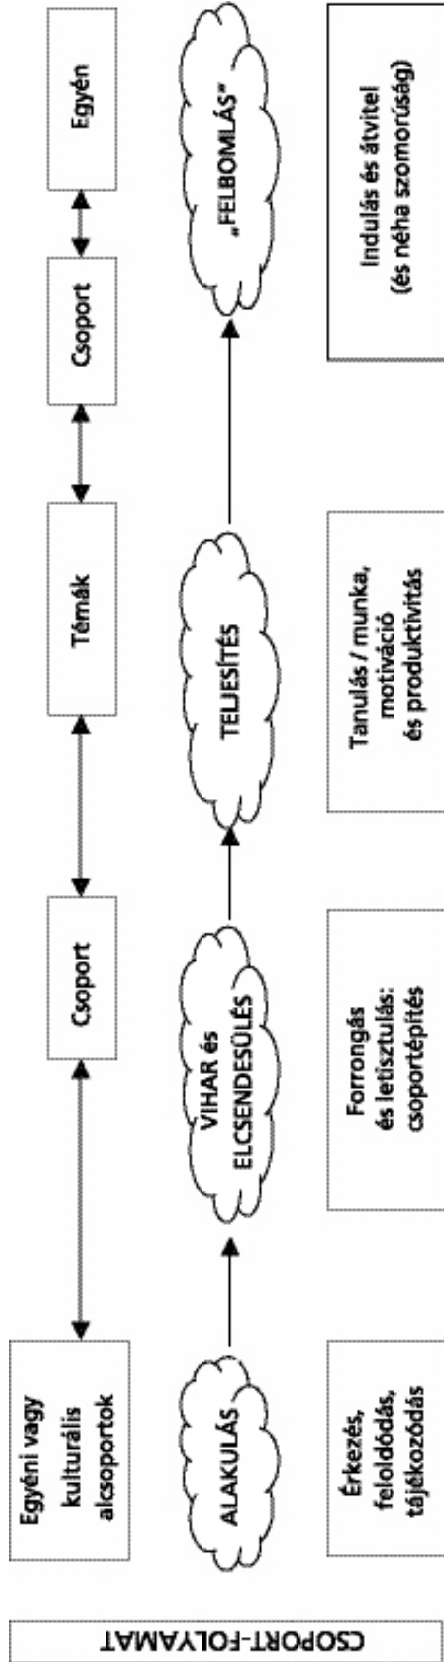 CSOPORT-FOLYAMAT
Egyéni vagy
kulturális
alcsoportok
Csoport
Témák
Csoport
Egyén
ALAKULÁS
VIHAR és
ELCSENDESÜLÉS
TELJESÍTÉS
„FELBOMLÁS”
Érkezés,
feloldódás,
tájékozódás
Forrongás
és letisztulás:
csoportépítés
Tanulás / munka,
motiváció
és produktivitás
Indulás és átvitel
(és néha szomorúság)